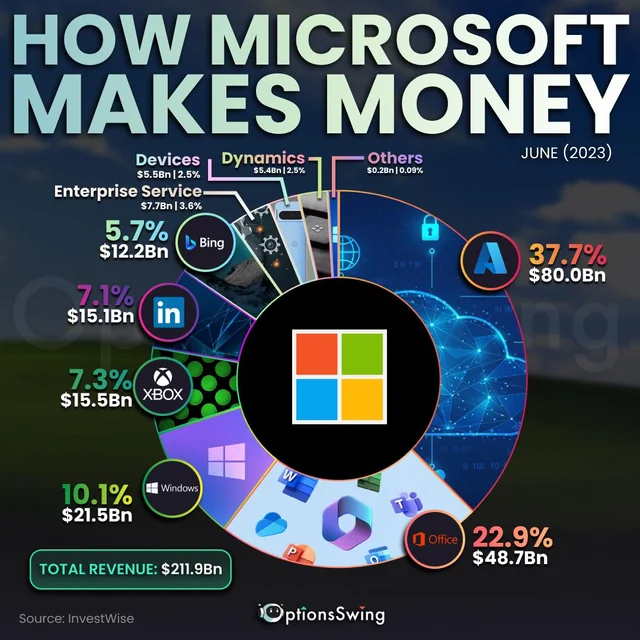 HOW MICROSOFT
MAKES MONEY
JUNE (2023)
Devices
$5.5Bn | 2.5%
Dynamics
$5.4Bn | 2.5%
Others
$0.2Bn | 0.09%
Enterprise Service
$7.7Bn | 3.6%
5.7%
$12.2Bn
Bing
37.7%
$80.0Bn
7.1%
$15.1Bn
in
7.3%
$15.5Bn
XBOX
10.1%
$21.5Bn
Windows
W
T
P
O
Office
22.9%
$48.7Bn
TOTAL REVENUE: $211.9Bn
Source: InvestWise
OptionsSwing